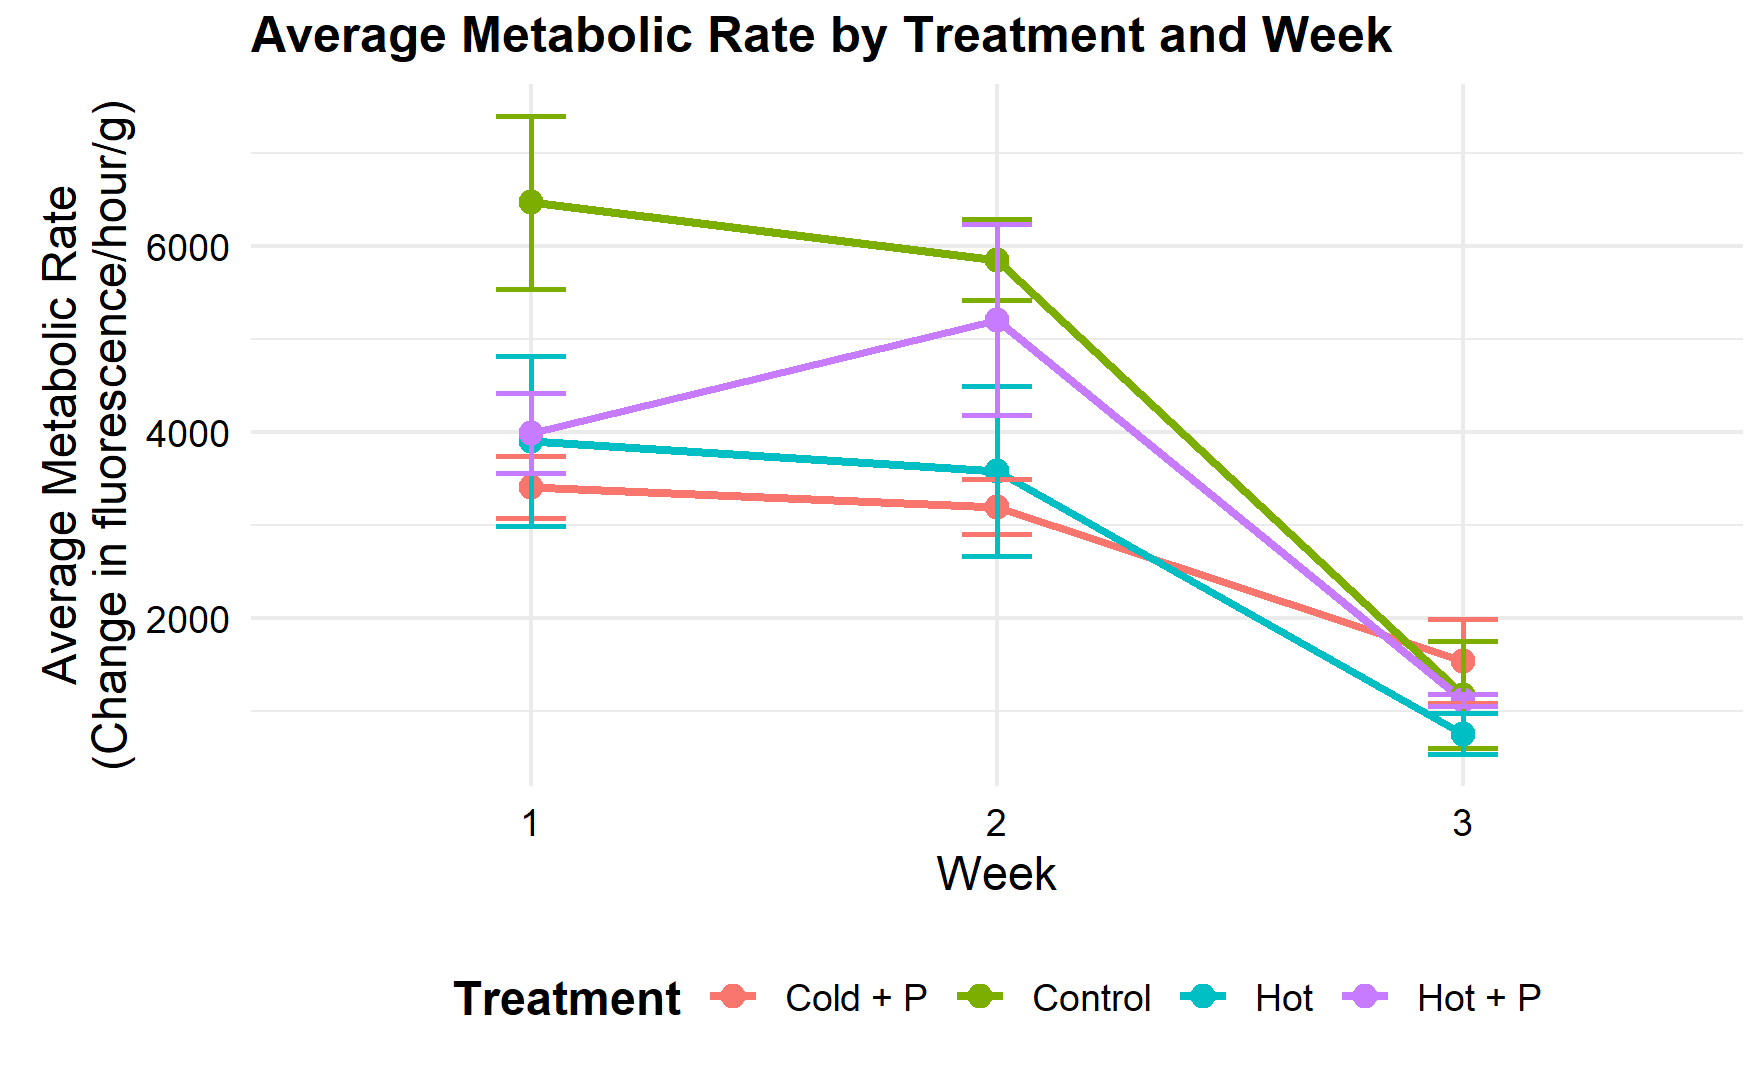 Average Metabolic Rate by Treatment and Week
Average Metabolic Rate
(Change in fluorescence/hour/g)
6000
4000
2000
1 2 3
Week
Treatment Cold + P Control Hot Hot + P